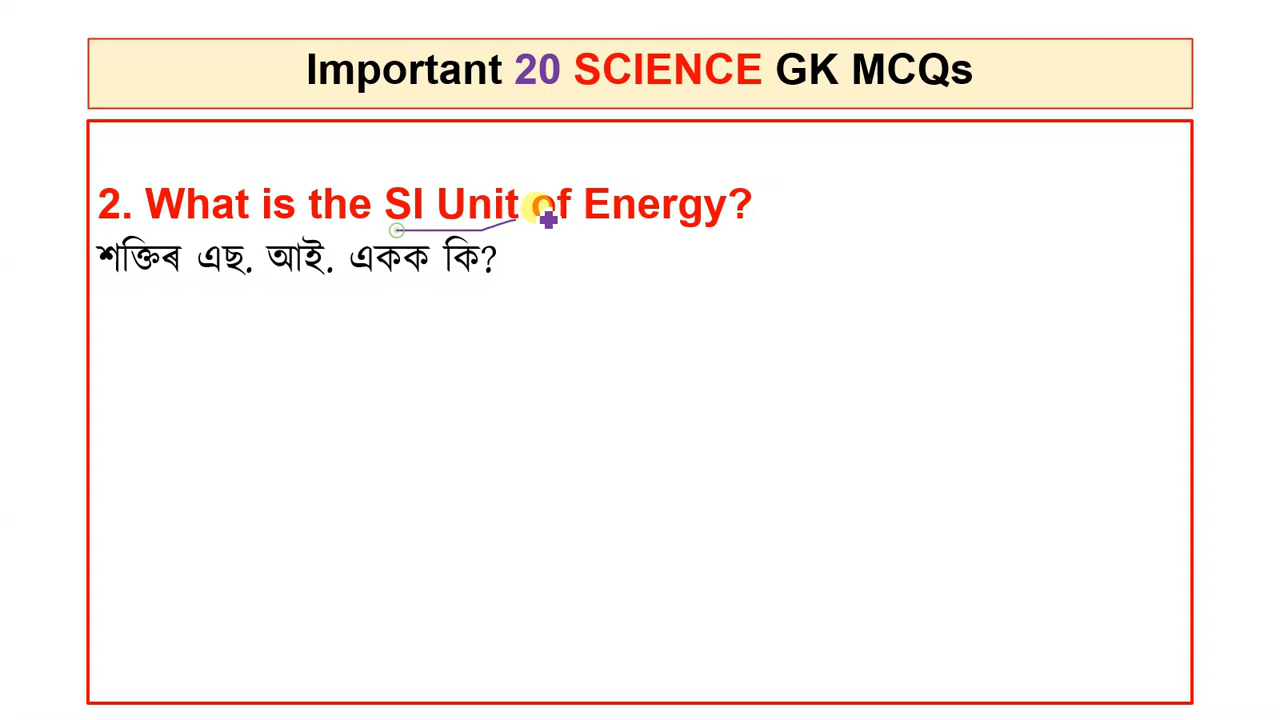 Important 20 SCIENCE GK MCQs
2. What is the SI Unit of Energy?
শক্তিৰ এছ. আই. একক কি?